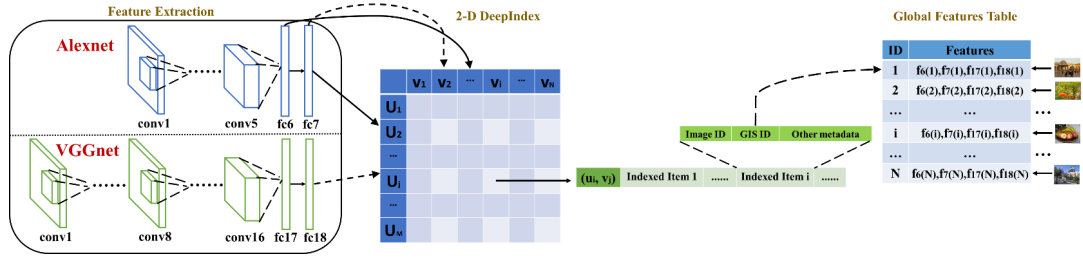 Feature Extraction
Alexnet
conv1
conv5
fc6
fc7
VGGnet
conv1
conv8
conv16
fc17
fc18
2-D DeepIndex
V1 V2 ... Vi ... VN
U1
U2
...
Uj
...
UM
(ui, vj) Indexed Item 1 ...... Indexed Item i ......
Image ID GIS ID Other metadata
Global Features Table
ID Features
1 f6(1),f7(1),f17(1),f18(1)
2 f6(2),f7(2),f17(2),f18(2)
... ... ...
i f6(i),f7(i),f17(i),f18(i)
... ... ...
N f6(N),f7(N),f17(N),f18(N)